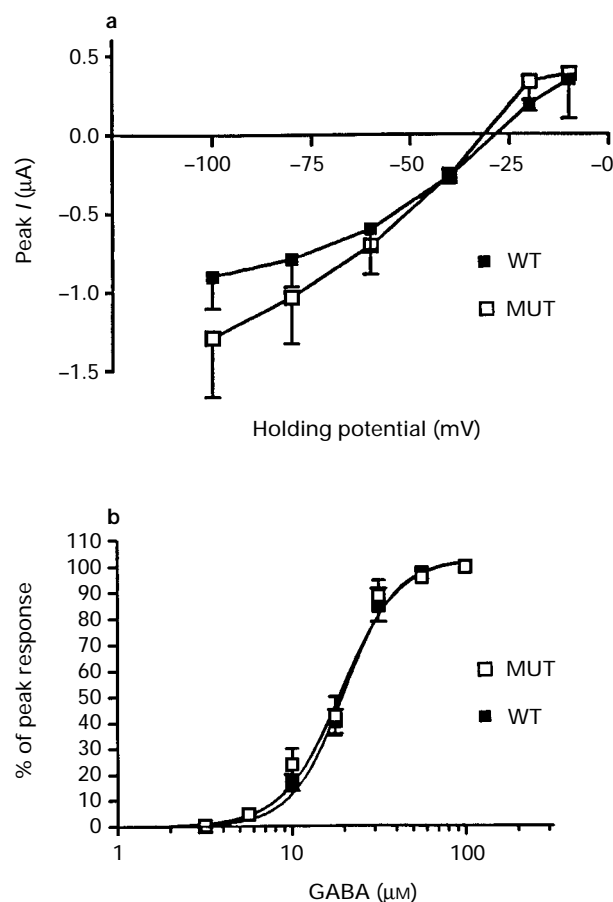 a
0.5
0.0
−100 −75 −50 −25 −0
−0.5
−1.0
−1.5
Peak I (μA)
WT
MUT
Holding potential (mV)
b
110
100
90
80
70
60
50
40
30
20
10
0
% of peak response
MUT
WT
1 10 100
GABA (μM)